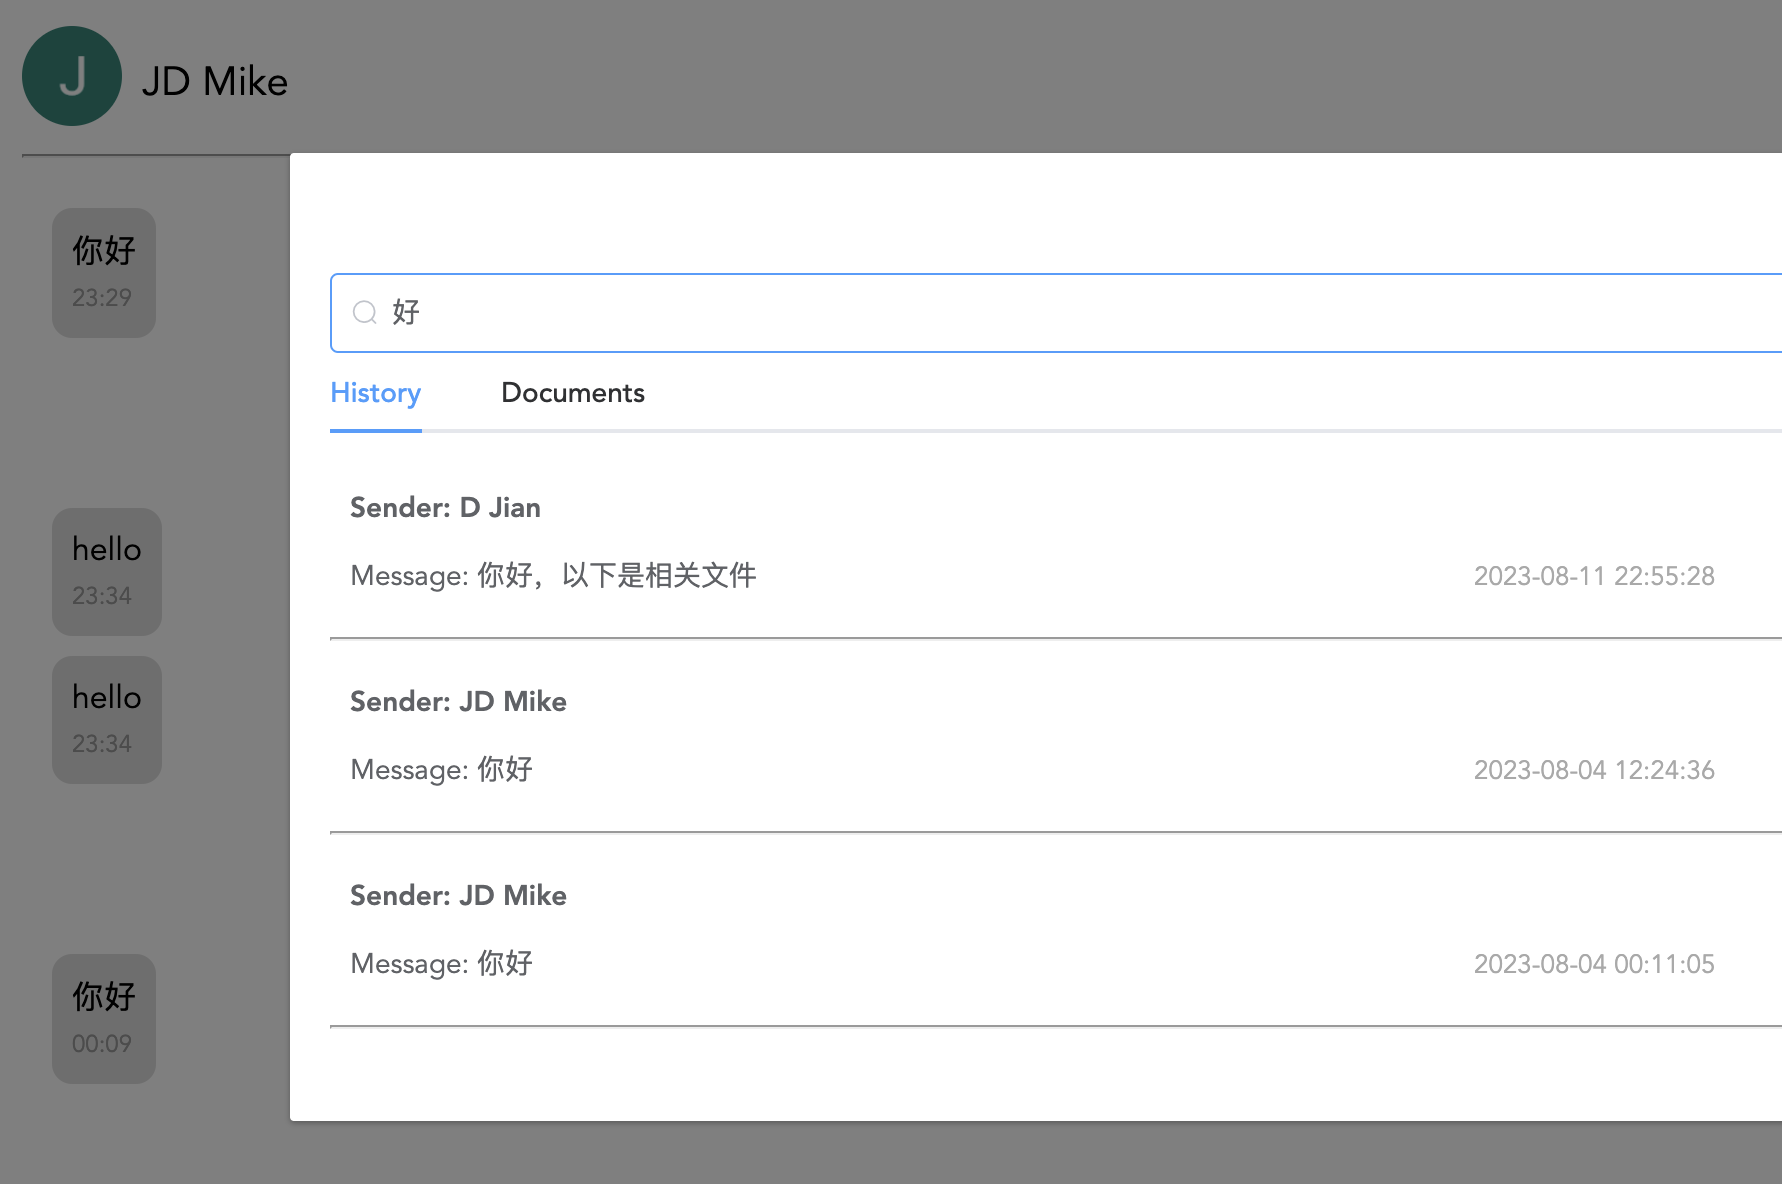 J
JD Mike
你好
23:29
hello
23:34
hello
23:34
你好
00:09
好
History
Documents
Sender: D Jian
Message: 你好，以下是相关文件
2023-08-11 22:55:28
Sender: JD Mike
Message: 你好
2023-08-04 12:24:36
Sender: JD Mike
Message: 你好
2023-08-04 00:11:05